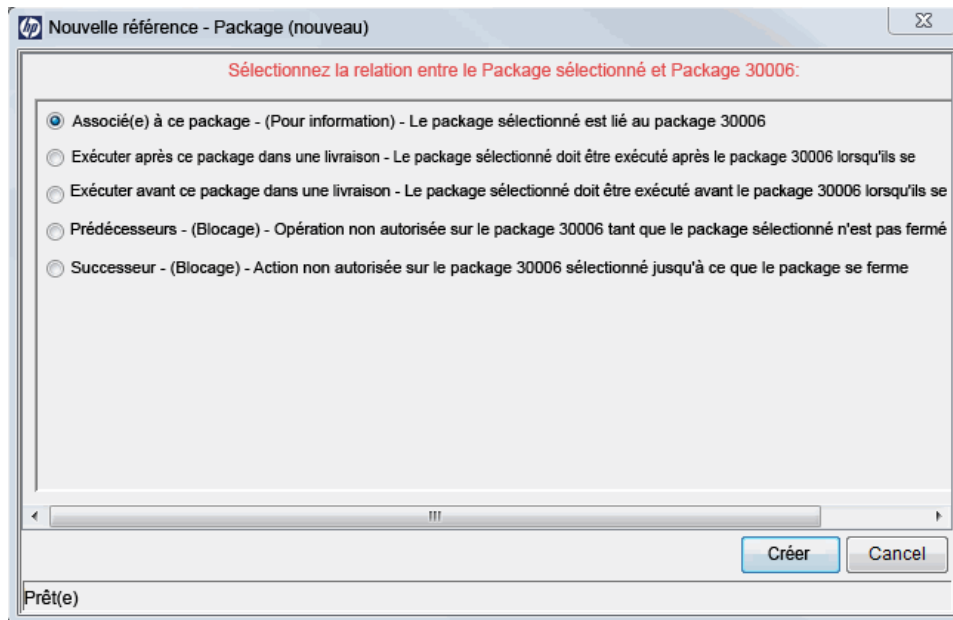 hp Nouvelle référence - Package (nouveau)
Sélectionnez la relation entre le Package sélectionné et Package 30006:
Associé(e) à ce package - (Pour information) - Le package sélectionné est lié au package 30006
Exécuter après ce package dans une livraison - Le package sélectionné doit être exécuté après le package 30006 lorsqu'ils se
Exécuter avant ce package dans une livraison - Le package sélectionné doit être exécuté avant le package 30006 lorsqu'ils se
Prédécesseurs - (Blocage) - Opération non autorisée sur le package 30006 tant que le package sélectionné n'est pas fermé
Successeur - (Blocage) - Action non autorisée sur le package 30006 sélectionné jusqu'à ce que le package se ferme
Créer Cancel
Prêt(e)